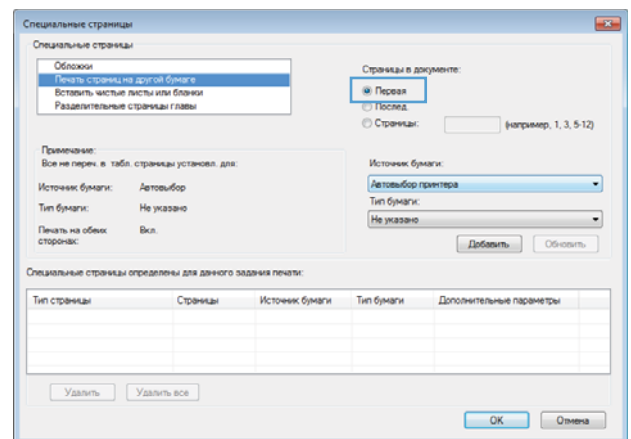 Специальные страницы
Специальные страницы
Обложки
Печать страниц на другой бумаге
Вставить чистые листы или бланки
Разделительные страницы главы
Страницы в документе:
Первая
Послед.
Страницы:
(например, 1, 3, 5-12)
Примечание:
Все не переч. в табл. страницы установл. для:
Источник бумаги: Автовыбор
Тип бумаги: Не указано
Печать на обеих сторонах: Вкл.
Источник бумаги:
Автовыбор принтера
Тип бумаги:
Не указано
Добавить Обновить
Специальные страницы определены для данного задания печати:
Тип страницы Страницы Источник бумаги Тип бумаги Дополнительные параметры
Удалить Удалить все
OK Отмена